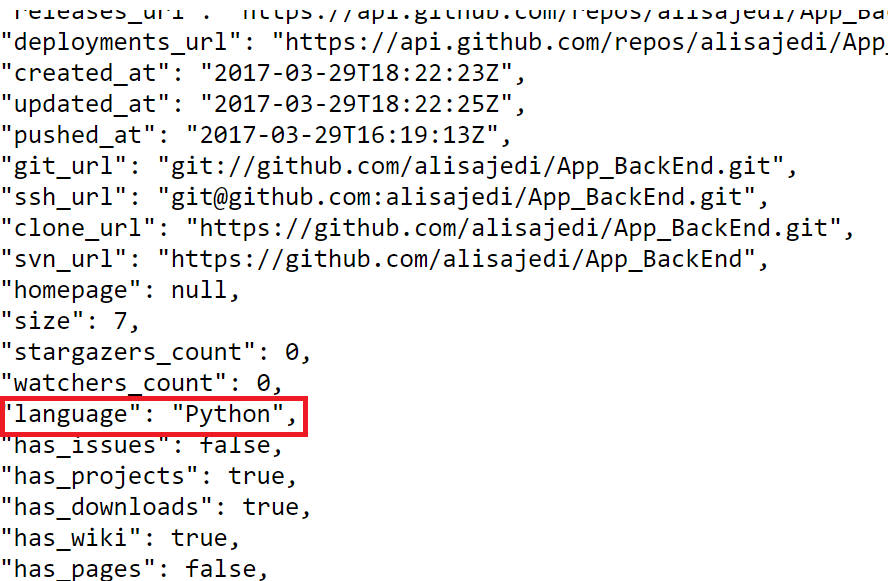 "releases_url": "https://api.github.com/repos/alisajedi/App_Ba
"deployments_url": "https://api.github.com/repos/alisajedi/App_
"created_at": "2017-03-29T18:22:23Z",
"updated_at": "2017-03-29T18:22:25Z",
"pushed_at": "2017-03-29T16:19:13Z",
"git_url": "git://github.com/alisajedi/App_BackEnd.git",
"ssh_url": "git@github.com:alisajedi/App_BackEnd.git",
"clone_url": "https://github.com/alisajedi/App_BackEnd.git",
"svn_url": "https://github.com/alisajedi/App_BackEnd",
"homepage": null,
"size": 7,
"stargazers_count": 0,
"watchers_count": 0,
"language": "Python",
"has_issues": false,
"has_projects": true,
"has_downloads": true,
"has_wiki": true,
"has_pages": false,